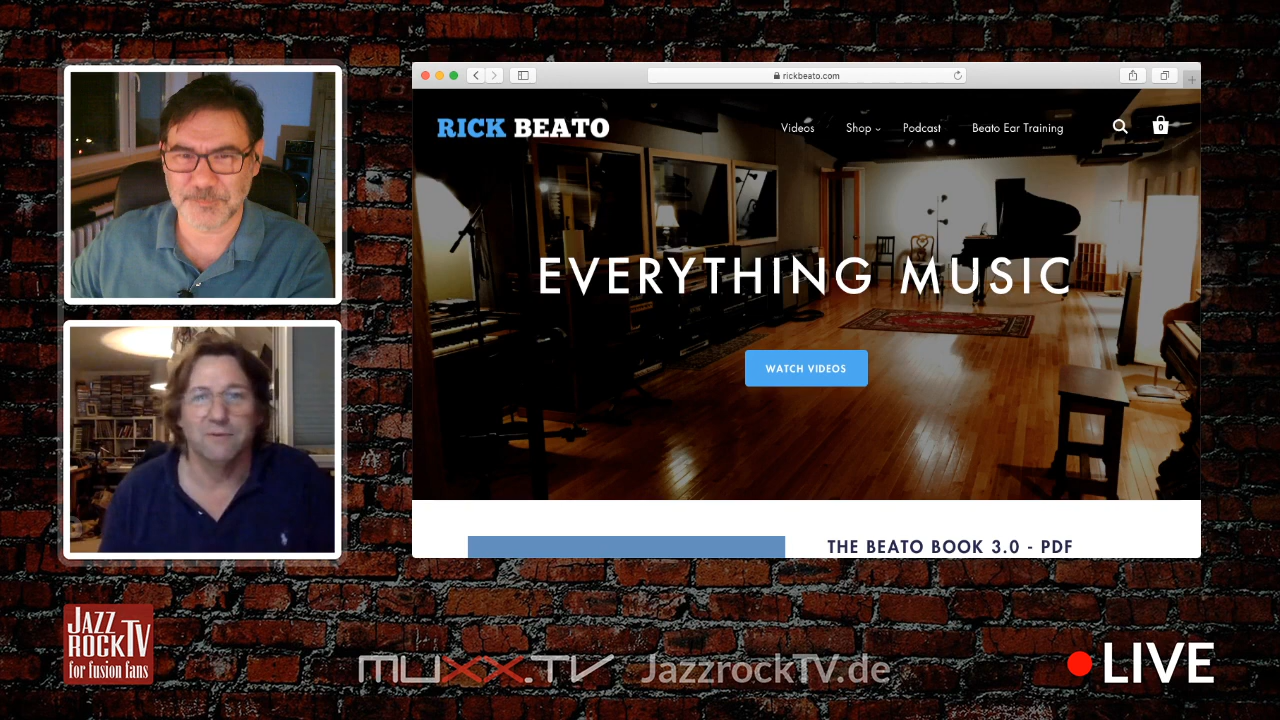 rickbeato.com
RICK BEATO
Videos
Shop
Podcast
Beato Ear Training
0
EVERYTHING MUSIC
WATCH VIDEOS
THE BEATO BOOK 3.0 - PDF
JAZZ
ROCK TV
for fusion fans
MUXX.TV
JazzrockTV.de
LIVE